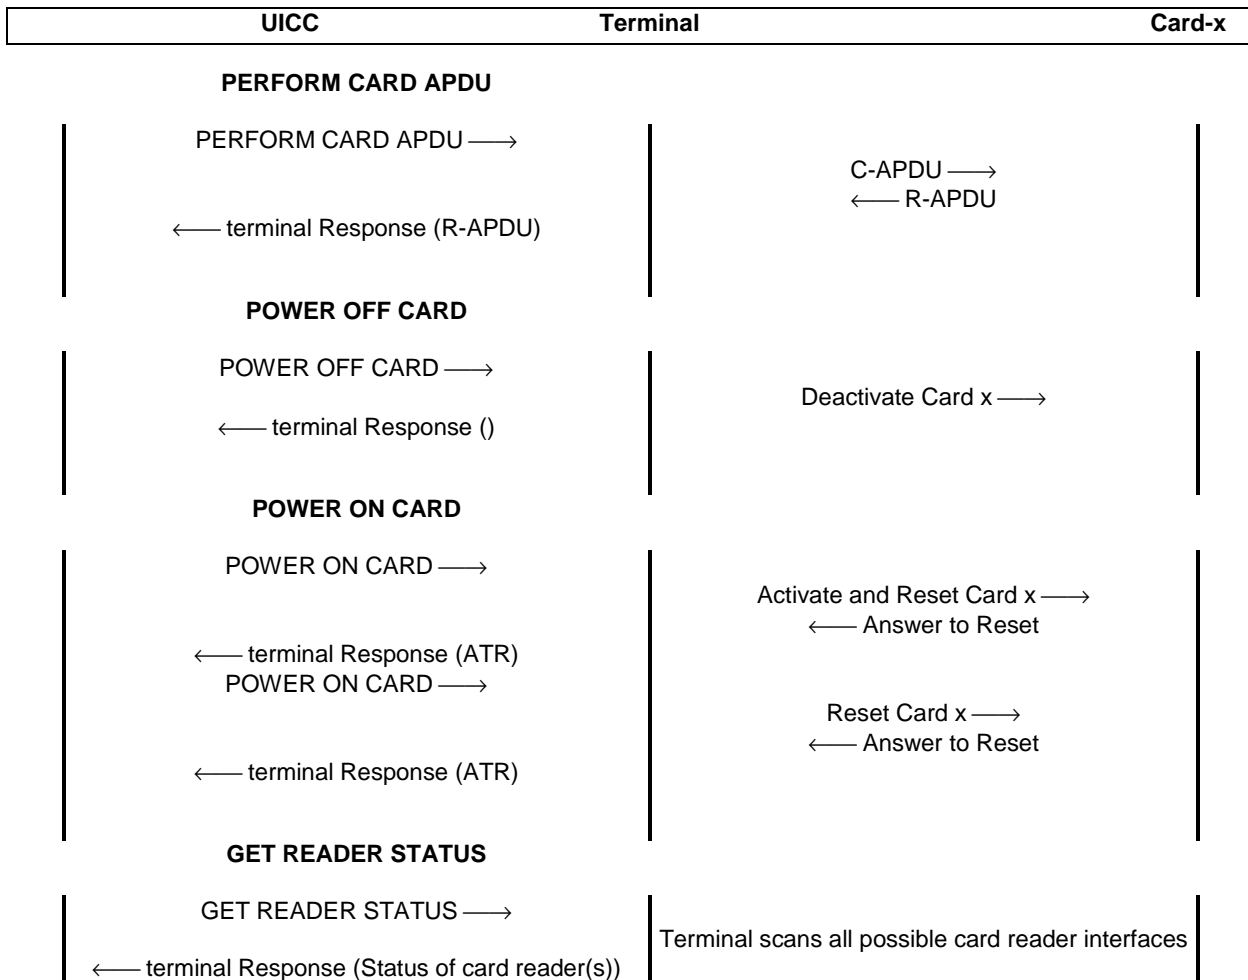 UICC Terminal Card-x
PERFORM CARD APDU
PERFORM CARD APDU ⟶
C-APDU ⟶
⟵ R-APDU
⟵ terminal Response (R-APDU)
POWER OFF CARD
POWER OFF CARD ⟶
Deactivate Card x ⟶
⟵ terminal Response ()
POWER ON CARD
POWER ON CARD ⟶
Activate and Reset Card x ⟶
⟵ Answer to Reset
⟵ terminal Response (ATR)
POWER ON CARD ⟶
Reset Card x ⟶
⟵ Answer to Reset
⟵ terminal Response (ATR)
GET READER STATUS
GET READER STATUS ⟶
Terminal scans all possible card reader interfaces
⟵ terminal Response (Status of card reader(s))